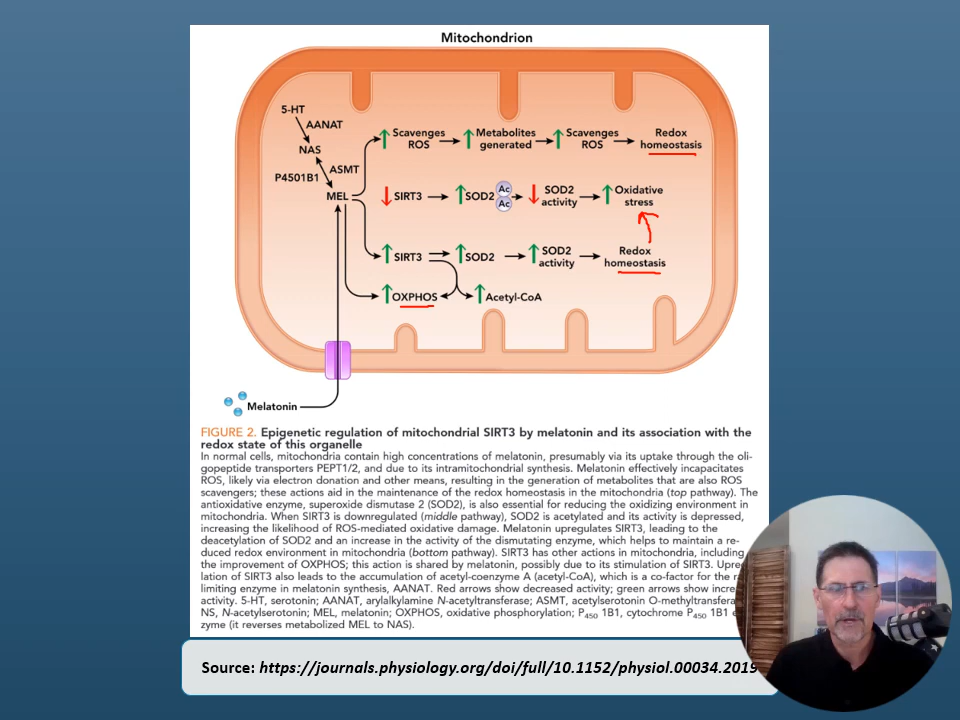 Mitochondrion
5-HT
AANAT
NAS
P4501B1
ASMT
MEL
Scavenges
ROS
Metabolites
generated
Scavenges
ROS
Redox
homeostasis
SIRT3
SOD2
Ac
Ac
SOD2
activity
Oxidative
stress
SIRT3
SOD2
SOD2
activity
Redox
homeostasis
OXPHOS
Acetyl-CoA
Melatonin
FIGURE 2. Epigenetic regulation of mitochondrial SIRT3 by melatonin and its association with the
redox state of this organelle
In normal cells, mitochondria contain high concentrations of melatonin, presumably via its uptake through the oli-
gopeptide transporters PEPT1/2, and due to its intramitochondrial synthesis. Melatonin effectively incapacitates
ROS, likely via electron donation and other means, resulting in the generation of metabolites that are also ROS
scavengers; these actions aid in the maintenance of the redox homeostasis in the mitochondria (top pathway). The
antioxidative enzyme, superoxide dismutase 2 (SOD2), is also essential for reducing the oxidizing environment in
mitochondria. When SIRT3 is downregulated (middle pathway), SOD2 is acetylated and its activity is depressed,
increasing the likelihood of ROS-mediated oxidative damage. Melatonin upregulates SIRT3, leading to the
deacetylation of SOD2 and an increase in the activity of the dismutating enzyme, which helps to maintain a re-
duced redox environment in mitochondria (bottom pathway). SIRT3 has other actions in mitochondria, including
the improvement of OXPHOS; this action is shared by melatonin, possibly due to its stimulation of SIRT3. Upreg
lation of SIRT3 also leads to the accumulation of acetyl-coenzyme A (acetyl-CoA), which is a co-factor for the
limiting enzyme in melatonin synthesis, AANAT. Red arrows show decreased activity; green arrows show
activity. 5-HT, serotonin; AANAT, arylalkylamine N-acetyltransferase; ASMT, acetylserotonin O-methyltransfera
NS, N-acetylserotonin; MEL, melatonin; OXPHOS, oxidative phosphorylation; P450 1B1, cytochrome P450 1B1
zyme (it reverses metabolized MEL to NAS).
Source: https://journals.physiology.org/doi/full/10.1152/physiol.00034.2019